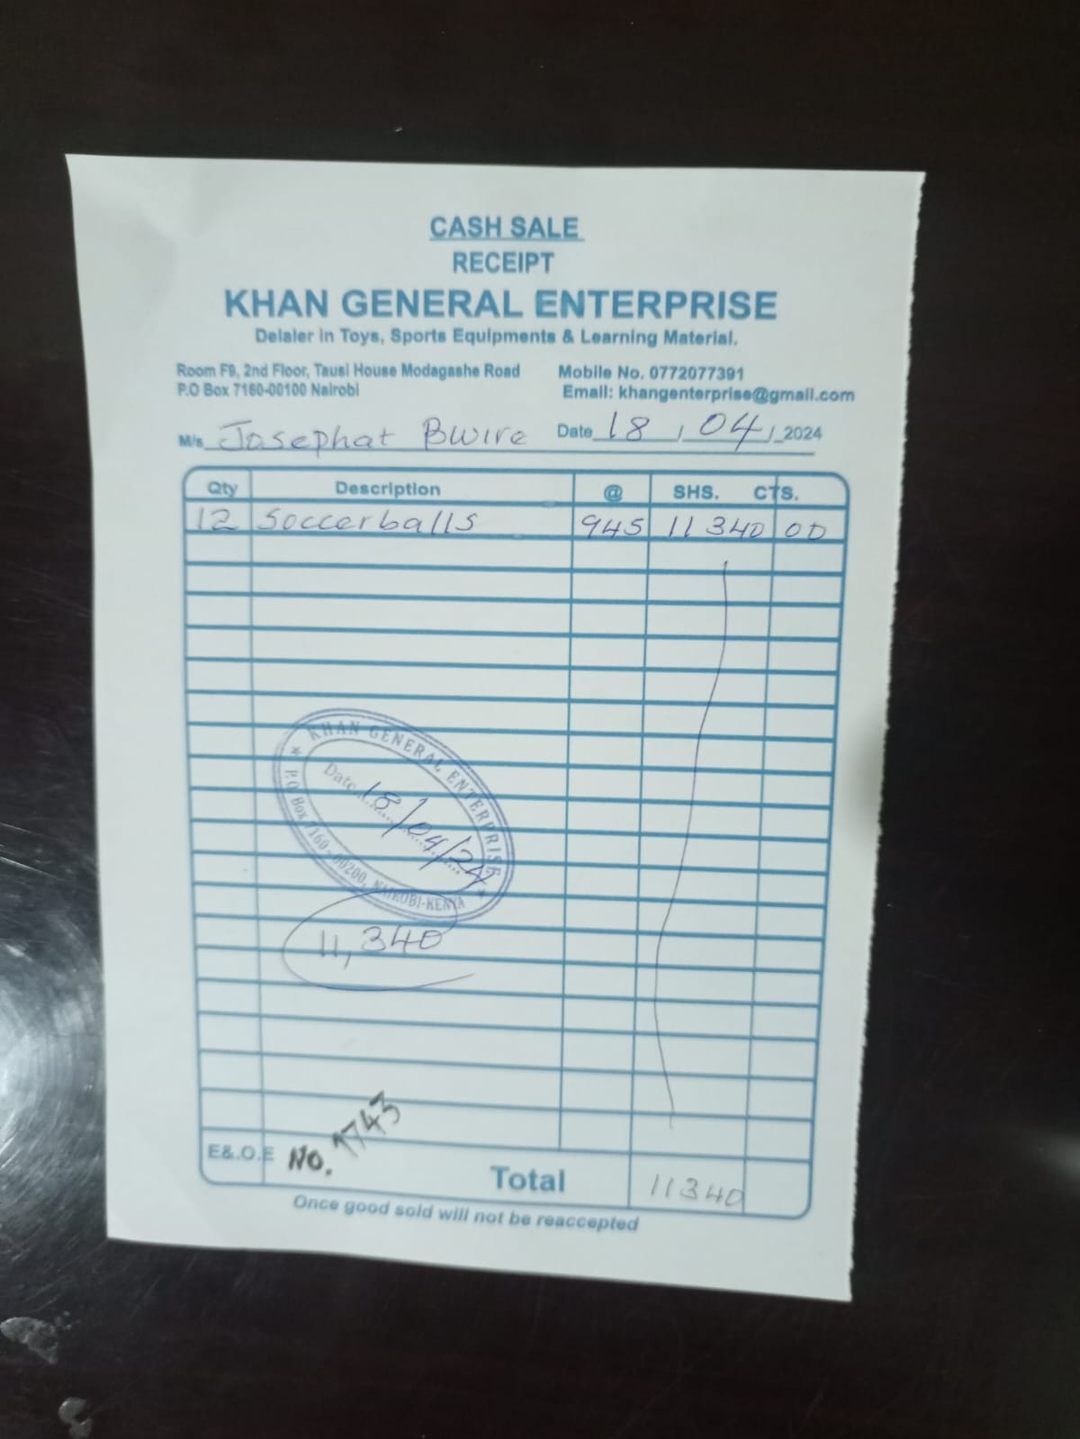 CASH SALE
RECEIPT
KHAN GENERAL ENTERPRISE
Delaler in Toys, Sports Equipments & Learning Material.
Room F9, 2nd Floor, Tausi House Modagashe Road Mobile No. 0772077391
P.O Box 7160-00100 Nairobi Email: khangenterprise@gmail.com
M/s Josephat Bwire Date 18 / 04 / 2024
Qty Description @ SHS. CTS.
12 Soccerballs 945 11 340 00
KHAN GENERAL ENTERPRISE
Date 18/04/24
P.O Box 7160 - 00200, NAIROBI-KENYA
11,340
E&.O.E No. 1743
Total 11340
Once good sold will not be reaccepted